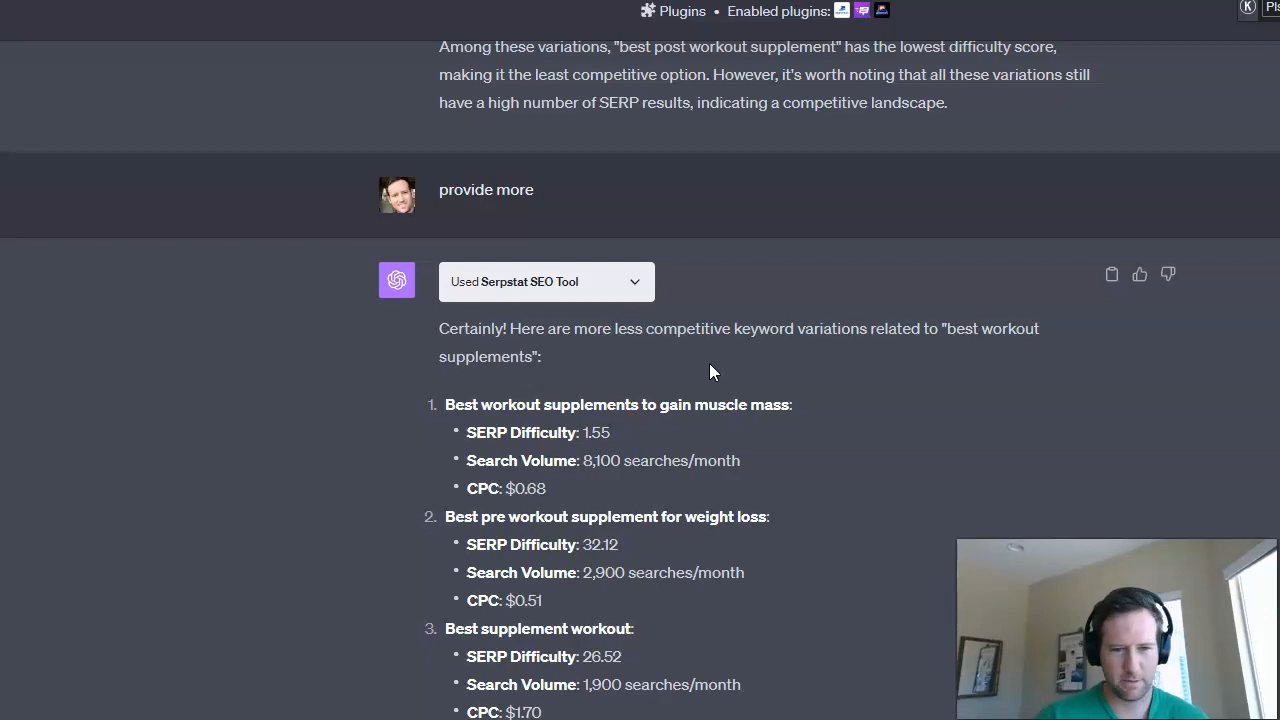 Plugins • Enabled plugins:
Among these variations, "best post workout supplement" has the lowest difficulty score,
making it the least competitive option. However, it's worth noting that all these variations still
have a high number of SERP results, indicating a competitive landscape.
provide more
Used Serpstat SEO Tool
Certainly! Here are more less competitive keyword variations related to "best workout
supplements":
1. Best workout supplements to gain muscle mass:
• SERP Difficulty: 1.55
• Search Volume: 8,100 searches/month
• CPC: $0.68
2. Best pre workout supplement for weight loss:
• SERP Difficulty: 32.12
• Search Volume: 2,900 searches/month
• CPC: $0.51
3. Best supplement workout:
• SERP Difficulty: 26.52
• Search Volume: 1,900 searches/month
• CPC: $1.70